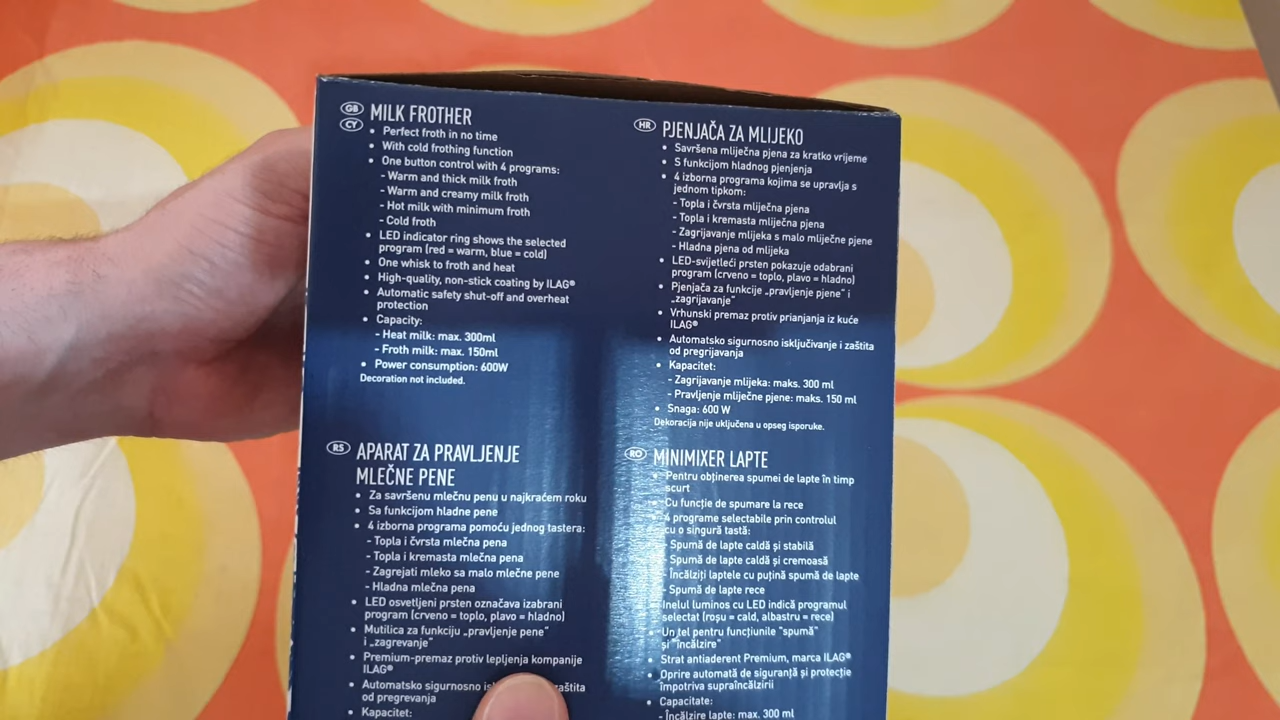 GB
CY
MILK FROTHER
• Perfect froth in no time
• With cold frothing function
• One button control with 4 programs:
- Warm and thick milk froth
- Warm and creamy milk froth
- Hot milk with minimum froth
- Cold froth
• LED indicator ring shows the selected
program (red = warm, blue = cold)
• One whisk to froth and heat
• High-quality, non-stick coating by ILAG®
• Automatic safety shut-off and overheat
protection
• Capacity:
- Heat milk: max. 300ml
- Froth milk: max. 150ml
• Power consumption: 600W
Decoration not included.
HR
PJENJAČA ZA MLIJEKO
• Savršena mliječna pjena za kratko vrijeme
• S funkcijom hladnog pjenjenja
• 4 izborna programa kojima se upravlja s
jednom tipkom:
- Topla i čvrsta mliječna pjena
- Topla i kremasta mliječna pjena
- Zagrijavanje mlijeka s malo mliječne pjene
- Hladna pjena od mlijeka
• LED-svijetleći prsten pokazuje odabrani
program (crveno = toplo, plavo = hladno)
• Pjenjača za funkcije „pravljenje pjene" i
„zagrijavanje"
• Vrhunski premaz protiv prianjanja iz kuće
ILAG®
• Automatsko sigurnosno isključivanje i zaštita
od pregrijavanja
• Kapacitet:
- Zagrijavanje mlijeka: maks. 300 ml
- Pravljenje mliječne pjene: maks. 150 ml
• Snaga: 600 W
Dekoracija nije uključena u opseg isporuke.
RS
APARAT ZA PRAVLJENJE
MLEČNE PENE
• Za savršenu mlečnu penu u najkraćem roku
• Sa funkcijom hladne pene
• 4 izborna programa pomoću jednog tastera:
- Topla i čvrsta mlečna pena
- Topla i kremasta mlečna pena
- Zagrejati mleko sa malo mlečne pene
- Hladna mlečna pena
• LED osvetljeni prsten označava izabrani
program (crveno = toplo, plavo = hladno)
• Mutilica za funkciju „pravljenje pene"
i „zagrevanje"
• Premium-premaz protiv lepljenja kompanije
ILAG®
• Automatsko sigurnosno
od pregrevanja
• Kapacitet:
RO
MINIMIXER LAPTE
• Pentru obținerea spumei de lapte în timp
scurt
• Cu funcție de spumare la rece
• 4 programe selectabile prin controlul
cu o singură tastă:
- Spumă de lapte caldă și stabilă
- Spumă de lapte caldă și cremoasă
- Încălziți laptele cu puțină spumă de lapte
- Spumă de lapte rece
• Inelul luminos cu LED indică programul
selectat (roșu = cald, albastru = rece)
• Un tel pentru funcțiunile "spumă"
și "încălzire"
• Strat antiaderent Premium, marca ILAG®
• Oprire automată de siguranță și protecție
împotriva supraîncălzirii
• Capacitate:
- Încălzire lapte: max. 300 ml